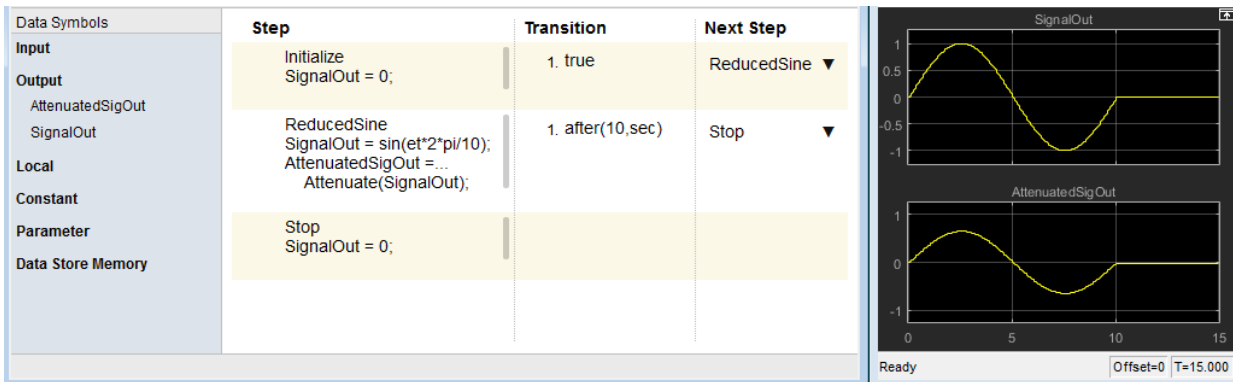 Data Symbols
Input
Output
AttenuatedSigOut
SignalOut
Local
Constant
Parameter
Data Store Memory
Step Transition Next Step
Initialize
SignalOut = 0;
1. true
ReducedSine ▼
ReducedSine
SignalOut = sin(et*2*pi/10);
AttenuatedSigOut =...
Attenuate(SignalOut);
1. after(10,sec)
Stop ▼
Stop
SignalOut = 0;
SignalOut
1
0.5
0
-0.5
-1
AttenuatedSigOut
1
0
-1
0 5 10 15
Ready Offset=0 T=15.000